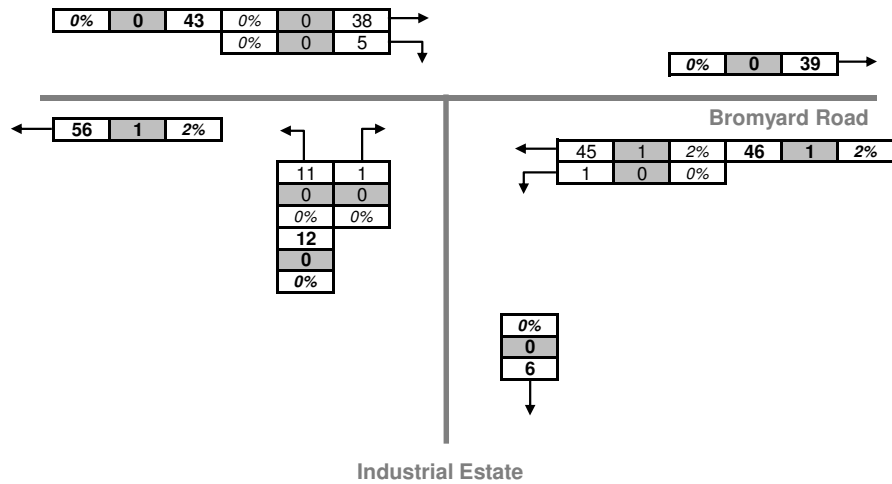 0% 0 43 0% 0 38
0% 0 5
0% 0 39
Bromyard Road
56 1 2%
45 1 2% 46 1 2%
1 0 0%
11 1
0 0
0% 0%
12
0
0%
0%
0
6
Industrial Estate